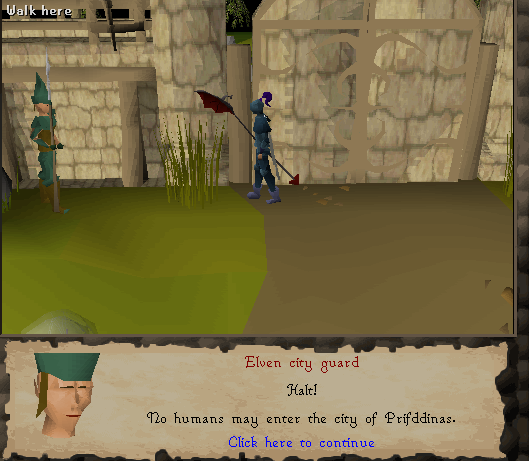 Walk here
Elven city guard
Halt!
No humans may enter the city of Prifddinas.
Click here to continue